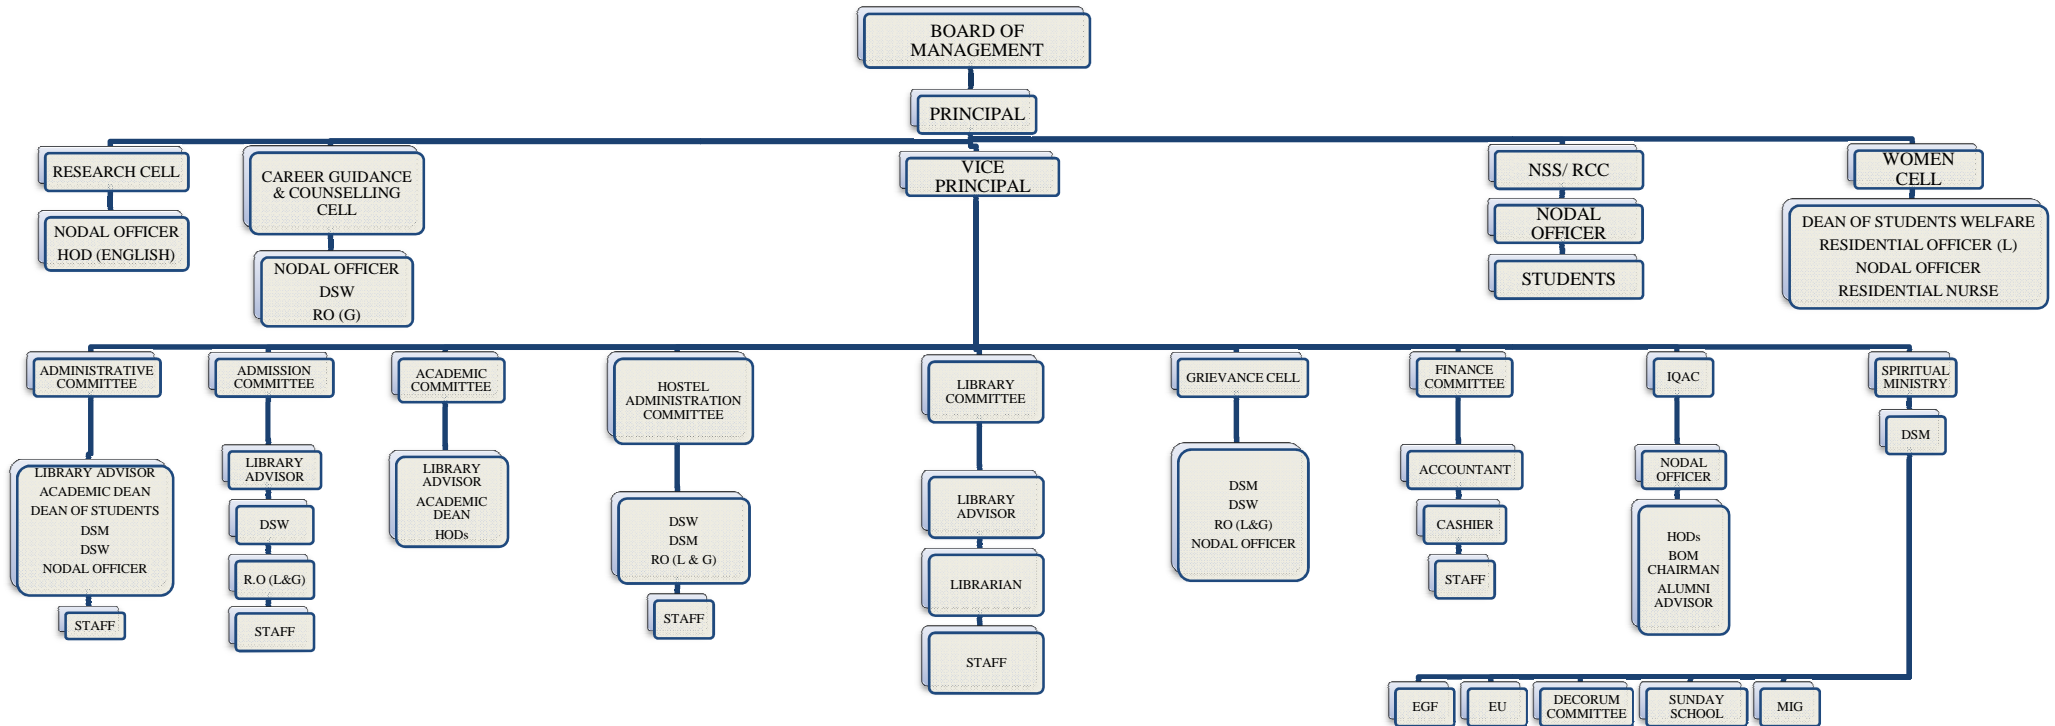 BOARD OF
MANAGEMENT
PRINCIPAL
RESEARCH CELL
NODAL OFFICER
HOD (ENGLISH)
CAREER GUIDANCE
& COUNSELLING
CELL
NODAL OFFICER
DSW
RO (G)
VICE
PRINCIPAL
NSS/ RCC
NODAL
OFFICER
STUDENTS
WOMEN
CELL
DEAN OF STUDENTS WELFARE
RESIDENTIAL OFFICER (L)
NODAL OFFICER
RESIDENTIAL NURSE
ADMINISTRATIVE
COMMITTEE
LIBRARY ADVISOR
ACADEMIC DEAN
DEAN OF STUDENTS
DSM
DSW
NODAL OFFICER
STAFF
ADMISSION
COMMITTEE
LIBRARY
ADVISOR
DSW
R.O (L&G)
STAFF
ACADEMIC
COMMITTEE
LIBRARY
ADVISOR
ACADEMIC
DEAN
HODs
HOSTEL
ADMINISTRATION
COMMITTEE
DSW
DSM
RO (L & G)
STAFF
LIBRARY
COMMITTEE
LIBRARY
ADVISOR
LIBRARIAN
STAFF
GRIEVANCE CELL
DSM
DSW
RO (L&G)
NODAL OFFICER
FINANCE
COMMITTEE
ACCOUNTANT
CASHIER
STAFF
IQAC
NODAL
OFFICER
HODs
BOM
CHAIRMAN
ALUMNI
ADVISOR
SPIRITUAL
MINISTRY
DSM
EGF
EU
DECORUM
COMMITTEE
SUNDAY
SCHOOL
MIG